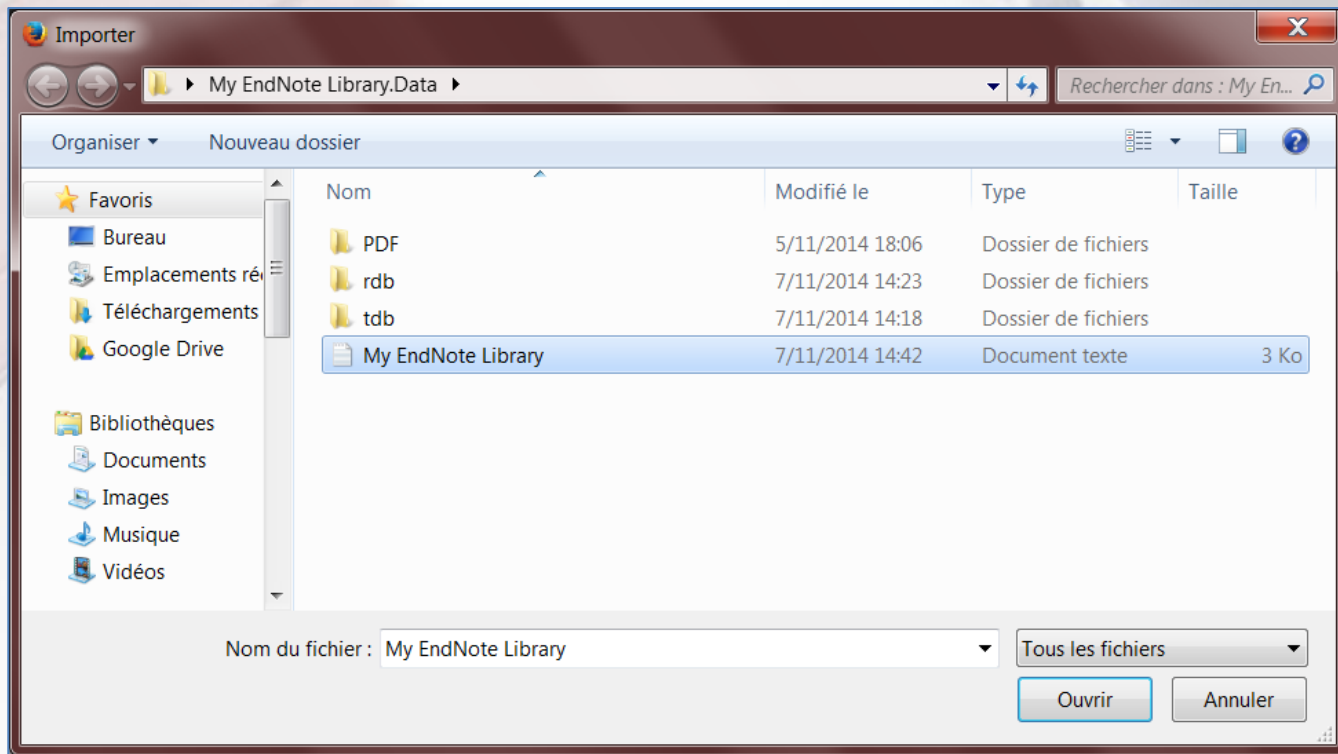 Importer
My EndNote Library.Data
Rechercher dans : My En...
Organiser Nouveau dossier
Favoris
Bureau
Emplacements ré
Téléchargements
Google Drive
Bibliothèques
Documents
Images
Musique
Vidéos
Nom Modifié le Type Taille
PDF 5/11/2014 18:06 Dossier de fichiers
rdb 7/11/2014 14:23 Dossier de fichiers
tdb 7/11/2014 14:18 Dossier de fichiers
My EndNote Library 7/11/2014 14:42 Document texte 3 Ko
Nom du fichier : My EndNote Library Tous les fichiers
Ouvrir Annuler